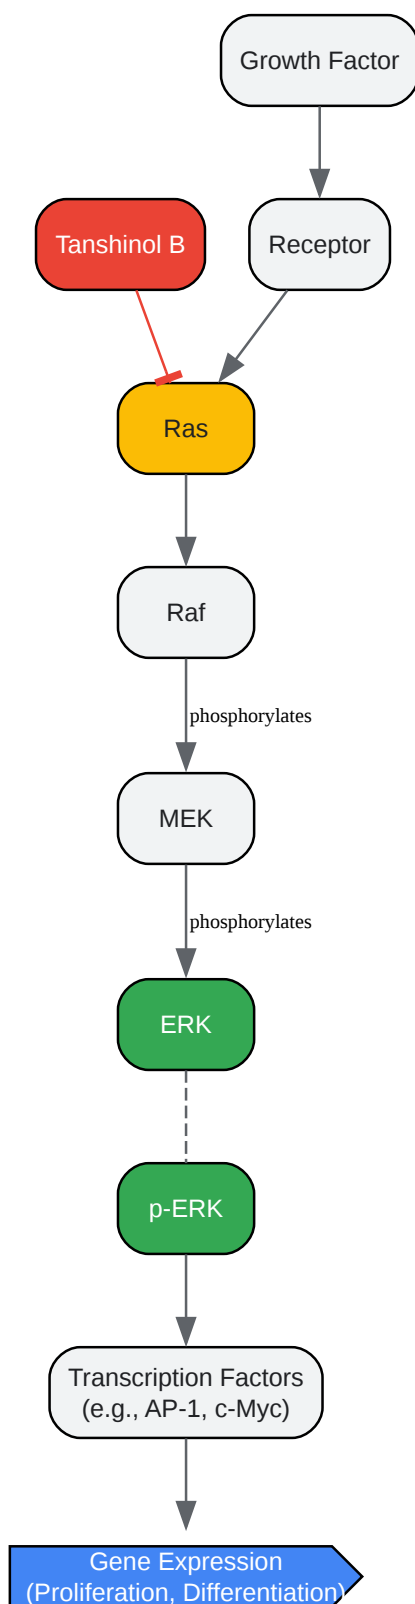 Growth Factor
Tanshinol B
Receptor
Ras
Raf
phosphorylates
MEK
phosphorylates
ERK
p-ERK
Transcription Factors
(e.g., AP-1, c-Myc)
Gene Expression
(Proliferation, Differentiation)